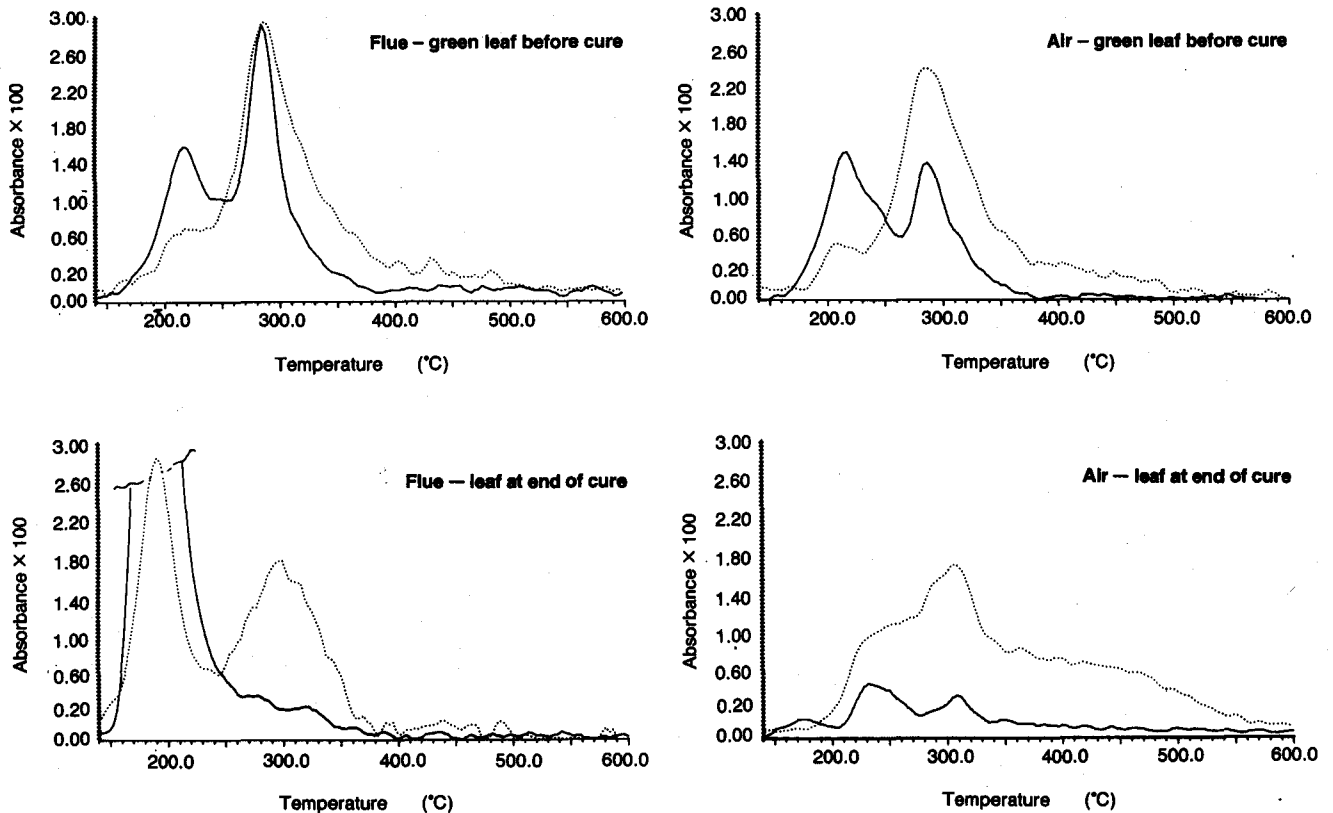 Flue – green leaf before cure
3.00
2.60
2.20
1.80
1.40
1.00
0.60
0.20
0.00
Absorbance × 100
200.0 300.0 400.0 500.0 600.0
Temperature (°C)
Air – green leaf before cure
3.00
2.60
2.20
1.80
1.40
1.00
0.60
0.20
0.00
Absorbance × 100
200.0 300.0 400.0 500.0 600.0
Temperature (°C)
Flue — leaf at end of cure
3.00
2.60
2.20
1.80
1.40
1.00
0.60
0.20
0.00
Absorbance × 100
200.0 300.0 400.0 500.0 600.0
Temperature (°C)
Air — leaf at end of cure
3.00
2.60
2.20
1.80
1.40
1.00
0.60
0.20
0.00
Absorbance × 100
200.0 300.0 400.0 500.0 600.0
Temperature (°C)